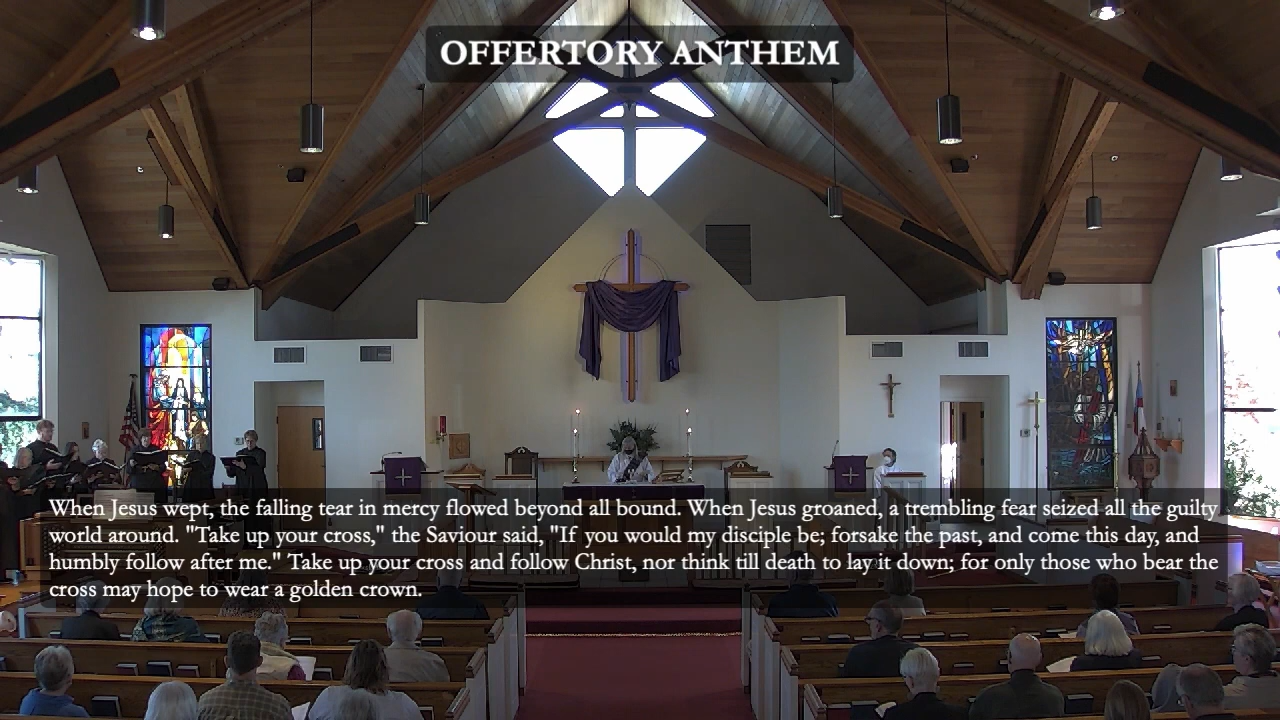 OFFERTORY ANTHEM
When Jesus wept, the falling tear in mercy flowed beyond all bound. When Jesus groaned, a trembling fear seized all the guilty
world around. "Take up your cross," the Saviour said, "If you would my disciple be; forsake the past, and come this day, and
humbly follow after me." Take up your cross and follow Christ, nor think till death to lay it down; for only those who bear the
cross may hope to wear a golden crown.